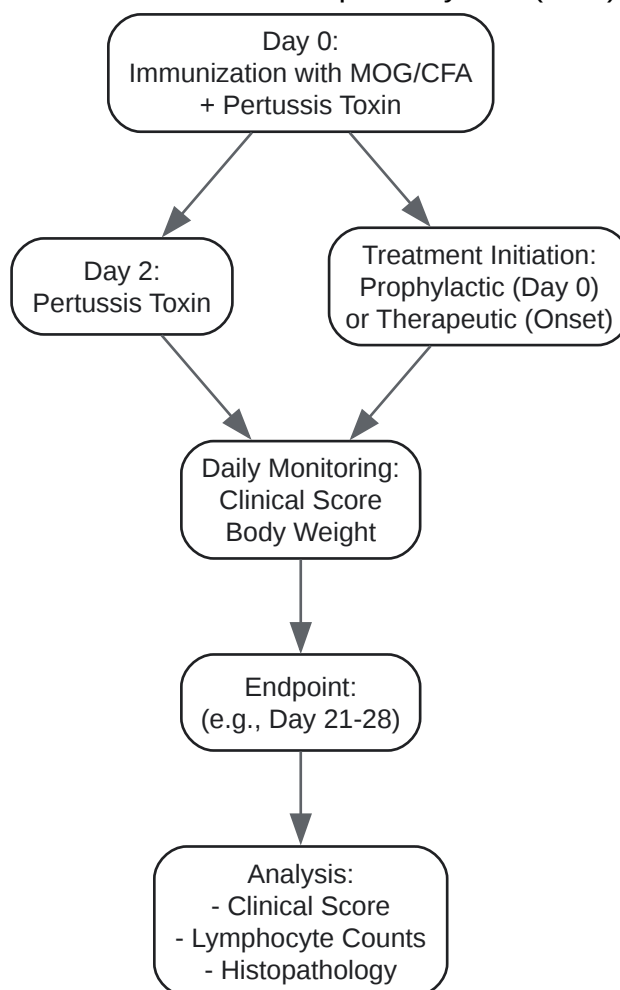 Day 0:
Immunization with MOG/CFA
+ Pertussis Toxin
Day 2:
Pertussis Toxin
Treatment Initiation:
Prophylactic (Day 0)
or Therapeutic (Onset)
Daily Monitoring:
Clinical Score
Body Weight
Endpoint:
(e.g., Day 21-28)
Analysis:
- Clinical Score
- Lymphocyte Counts
- Histopathology